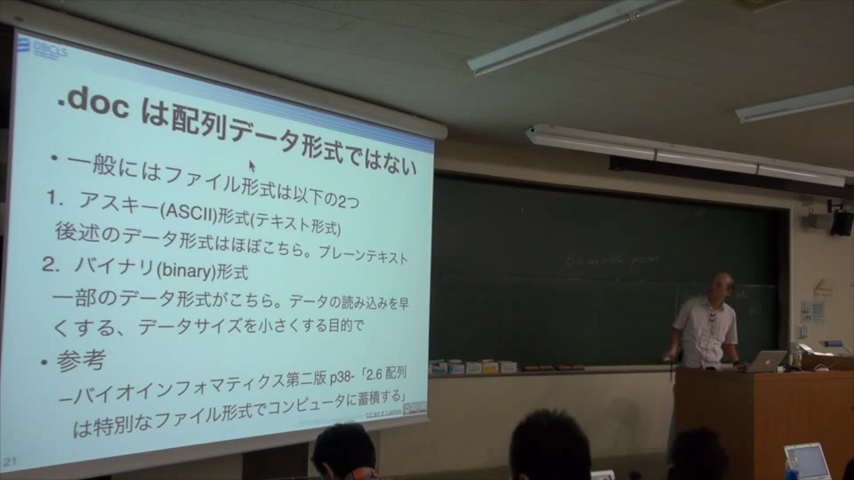 DBCLS
.doc は配列データ形式ではない
・一般にはファイル形式は以下の2つ
1. アスキー(ASCII)形式(テキスト形式)
後述のデータ形式はほぼこちら。プレーンテキスト
2. バイナリ(binary)形式
一部のデータ形式がこちら。データの読み込みを早
くする、データサイズを小さくする目的で
・参考
–バイオインフォマティクス第二版 p38-「2.6 配列
は特別なファイル形式でコンピュータに蓄積する」
21